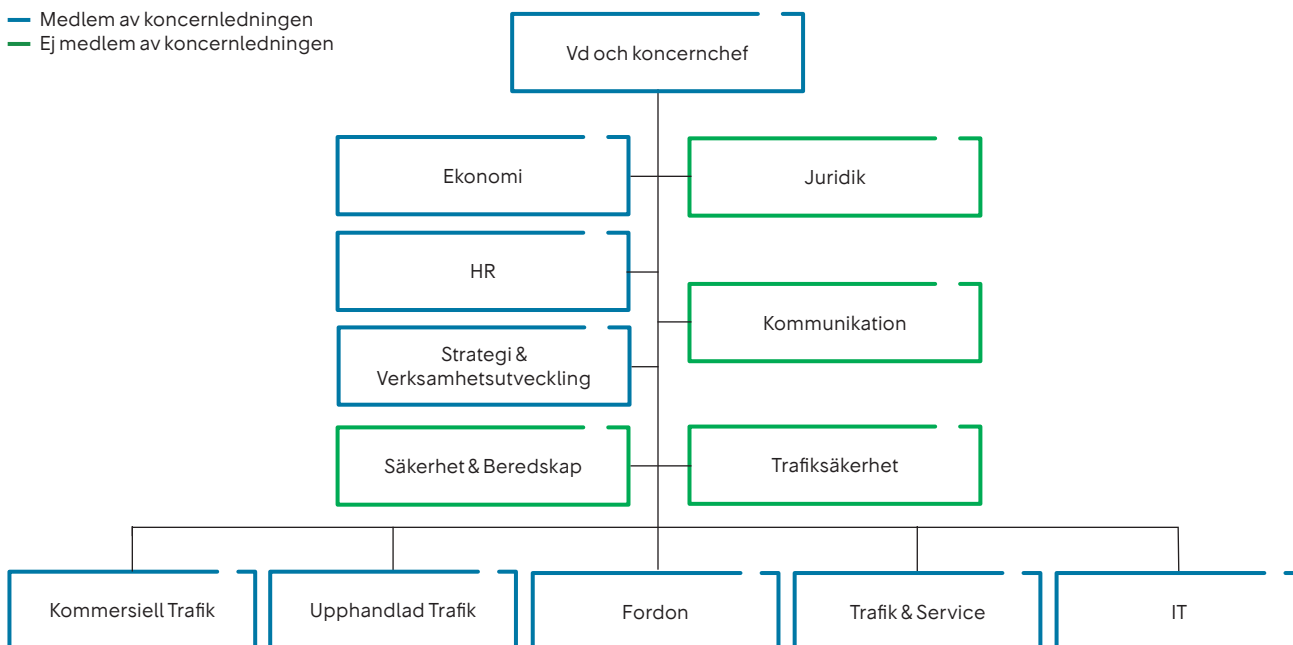 Medlem av koncernledningen
Ej medlem av koncernledningen
Vd och koncernchef
Ekonomi
Juridik
HR
Kommunikation
Strategi &
Verksamhetsutveckling
Säkerhet & Beredskap
Trafiksäkerhet
Kommersiell Trafik
Upphandlad Trafik
Fordon
Trafik & Service
IT